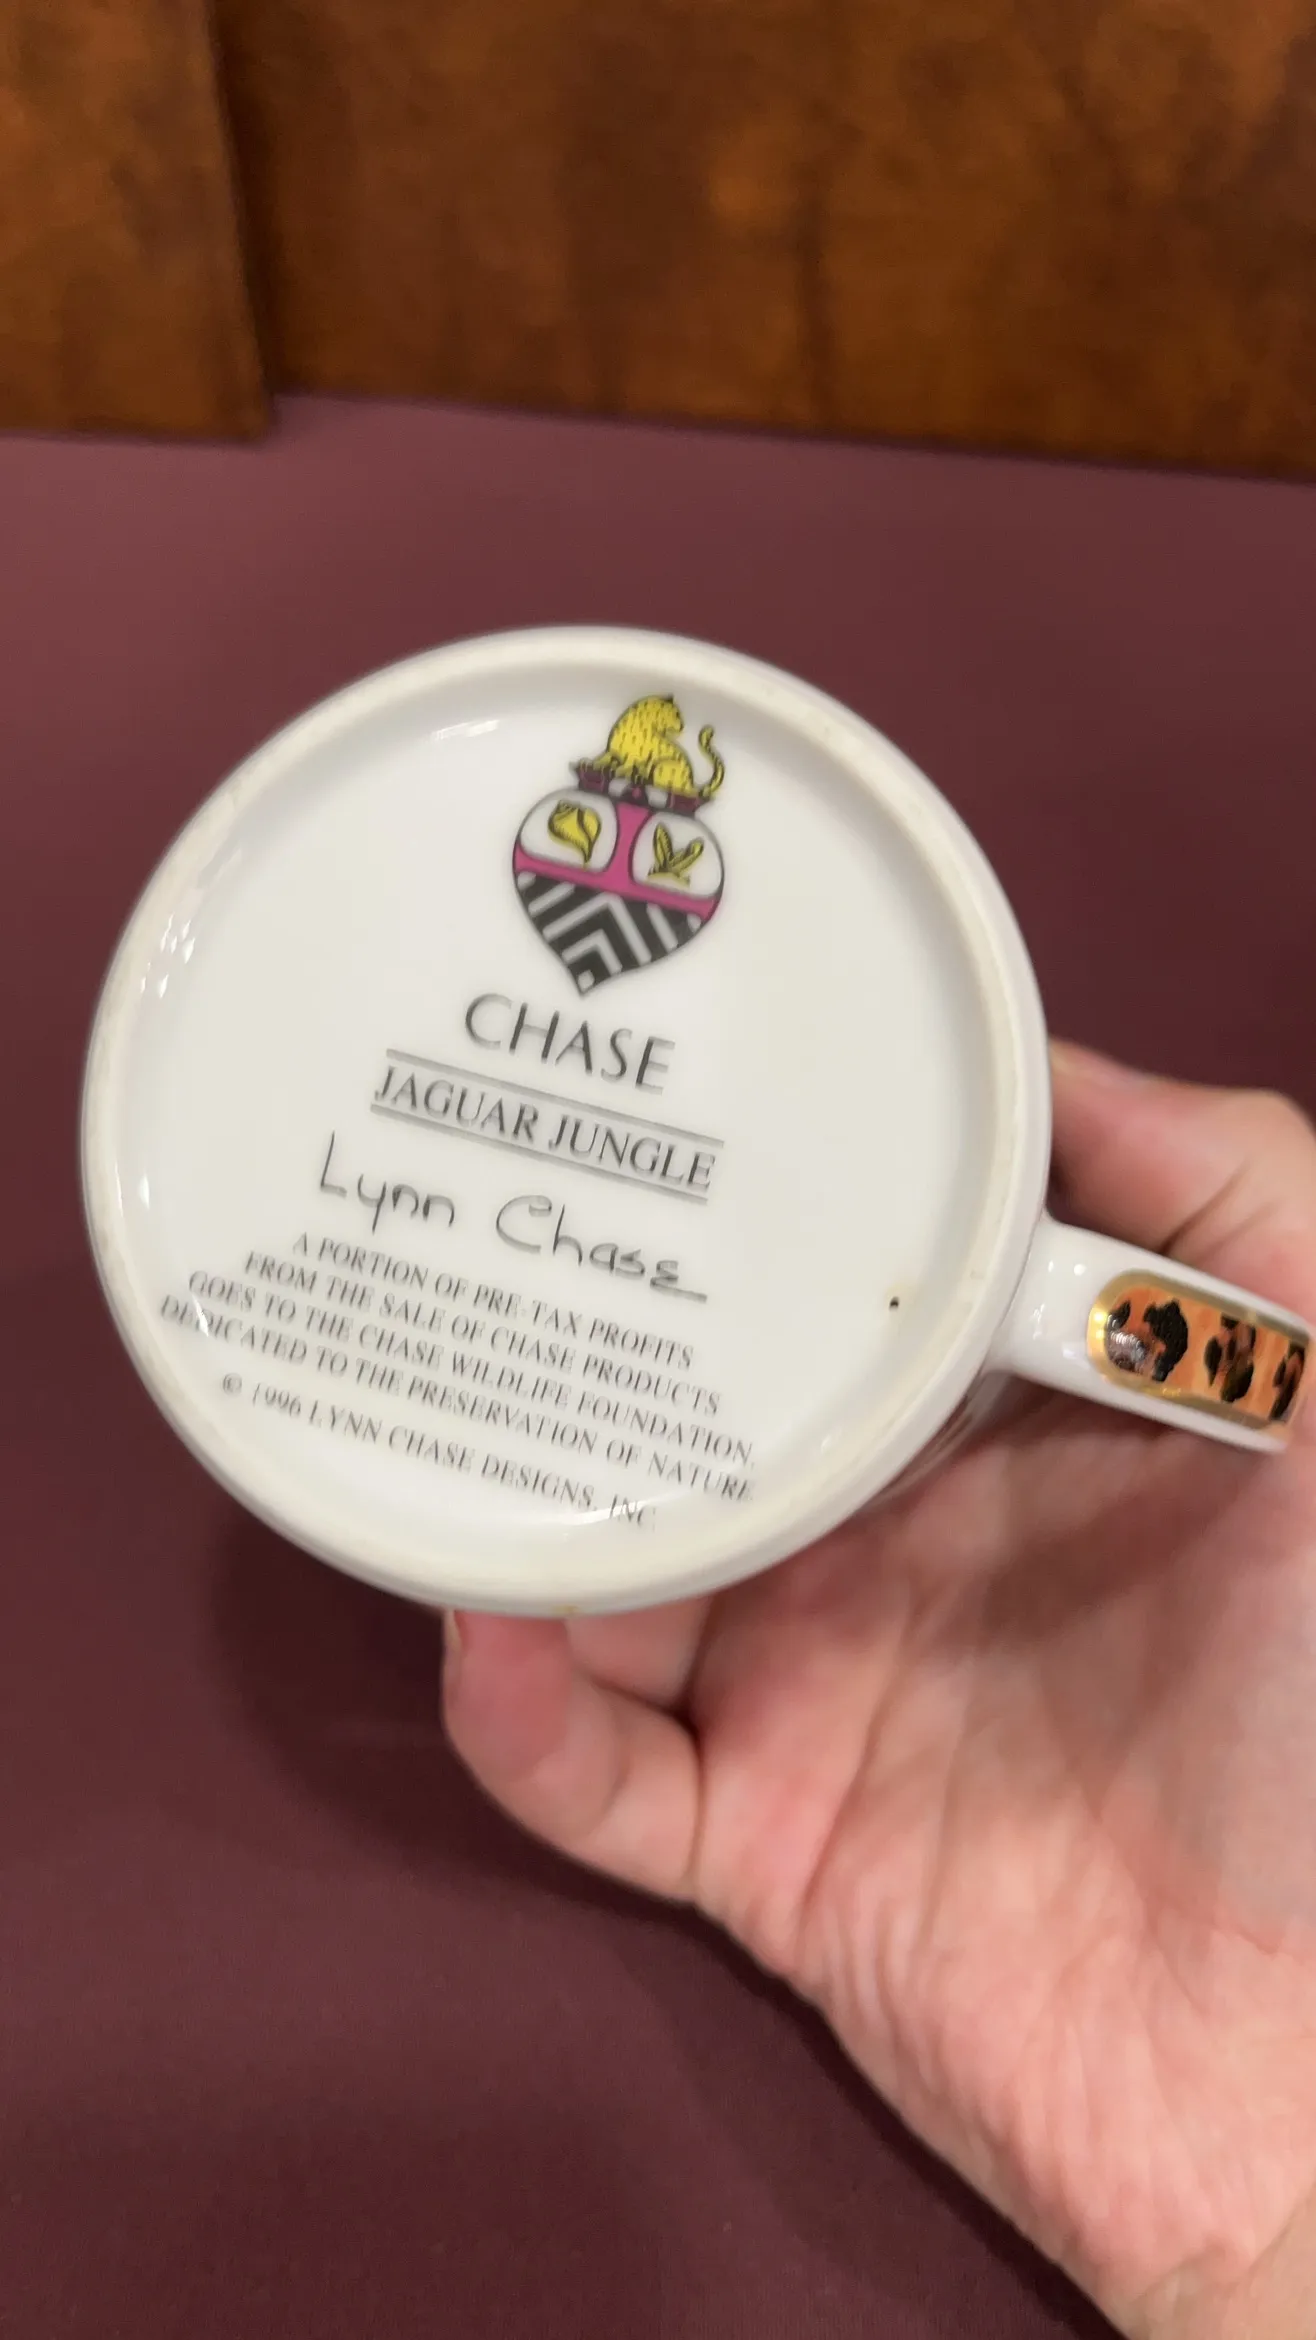 CHASE
JAGUAR JUNGLE
Lynn Chase
A PORTION OF PRE-TAX PROFITS
FROM THE SALE OF CHASE PRODUCTS
GOES TO THE CHASE WILDLIFE FOUNDATION,
DEDICATED TO THE PRESERVATION OF NATURE
© 1996 LYNN CHASE DESIGNS, INC.